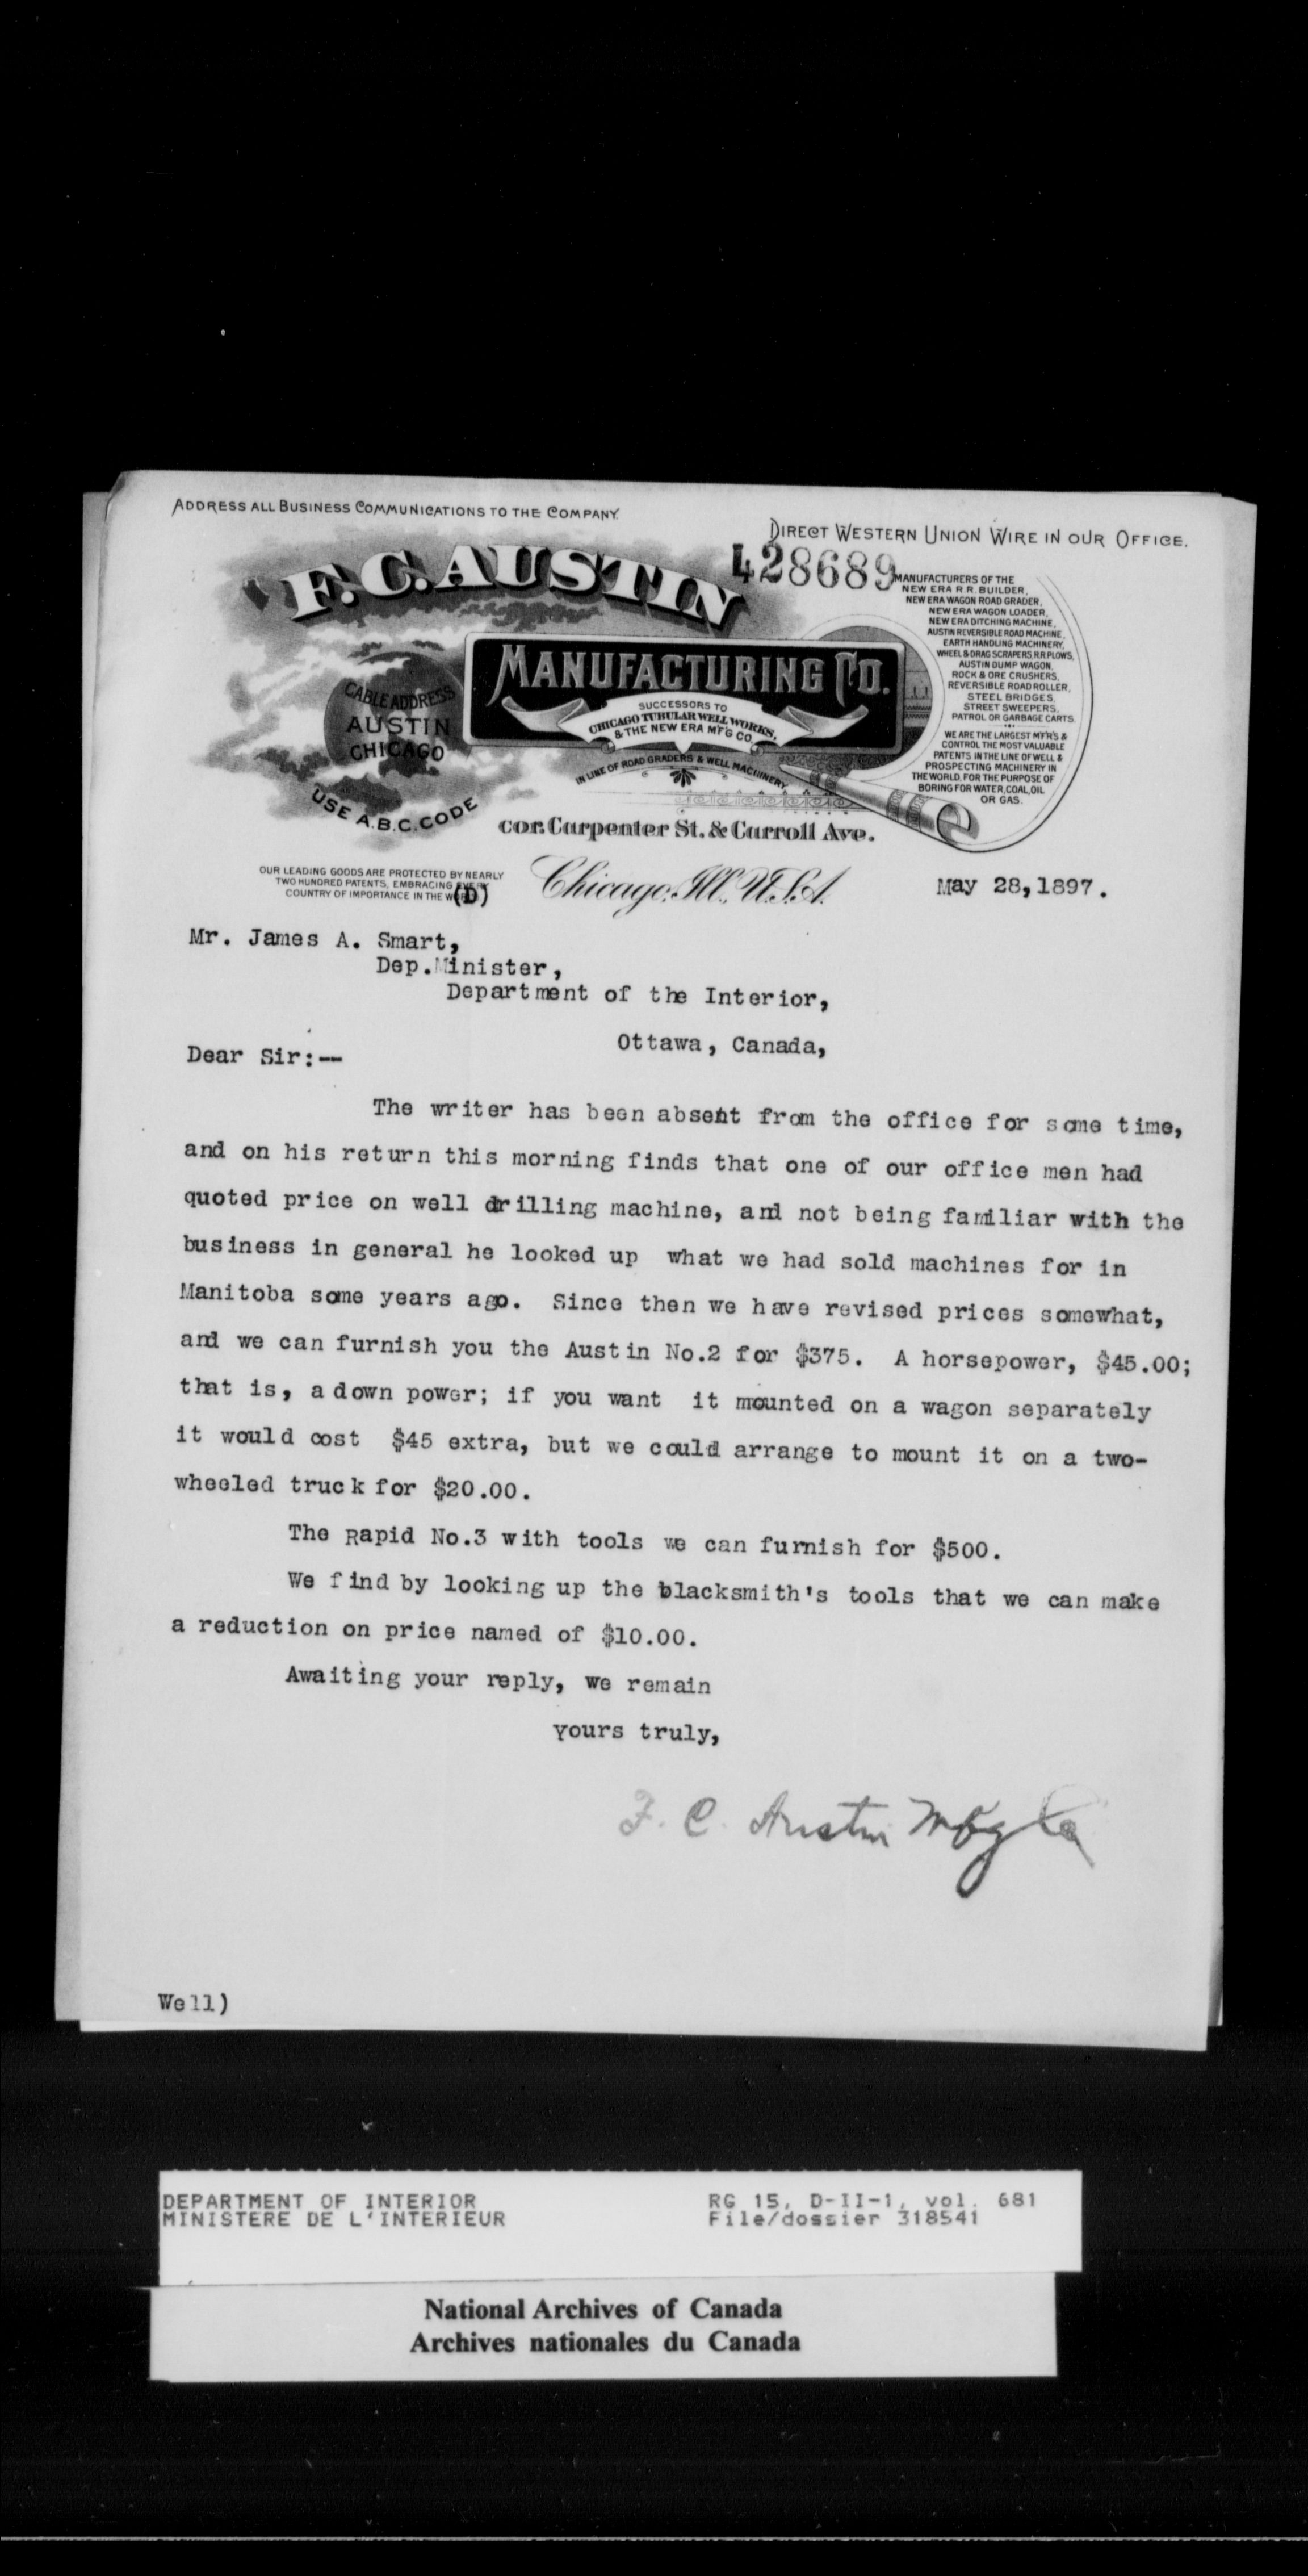 ADDRESS ALL BUSINESS COMMUNICATIONS TO THE COMPANY.
DIRECT WESTERN UNION WIRE IN OUR OFFICE.
428689
F.C. AUSTIN
MANUFACTURING CO.
SUCCESSORS TO
CHICAGO TUBULAR WELL WORKS,
& THE NEW ERA M'F'G CO.
IN LINE OF ROAD GRADERS & WELL MACHINERY
CABLE ADDRESS
AUSTIN
CHICAGO
USE A.B.C. CODE
MANUFACTURERS OF THE
NEW ERA R.R. BUILDER,
NEW ERA WAGON ROAD GRADER,
NEW ERA WAGON LOADER,
NEW ERA DITCHING MACHINE,
AUSTIN REVERSIBLE ROAD MACHINE,
EARTH HANDLING MACHINERY,
WHEEL & DRAG SCRAPERS, R.R. PLOWS,
AUSTIN DUMP WAGON,
ROCK & ORE CRUSHERS,
REVERSIBLE ROAD ROLLER,
STEEL BRIDGES,
STREET SWEEPERS,
PATROL OR GARBAGE CARTS.
WE ARE THE LARGEST M'F'R'S &
CONTROL THE MOST VALUABLE
PATENTS IN THE LINE OF WELL &
PROSPECTING MACHINERY IN
THE WORLD, FOR THE PURPOSE OF
BORING FOR WATER, COAL, OIL
OR GAS.
cor. Carpenter St. & Carroll Ave.
OUR LEADING GOODS ARE PROTECTED BY NEARLY
TWO HUNDRED PATENTS, EMBRACING EVERY
COUNTRY OF IMPORTANCE IN THE WORLD
(D)
Chicago, Ill., U.S.A.
May 28,1897.
Mr. James A. Smart,
Dep.Minister,
Department of the Interior,
Ottawa, Canada,
Dear Sir:--
The writer has been absent from the office for some time,
and on his return this morning finds that one of our office men had
quoted price on well drilling machine, and not being familiar with the
business in general he looked up what we had sold machines for in
Manitoba some years ago. Since then we have revised prices somewhat,
and we can furnish you the Austin No.2 for $375. A horsepower, $45.00;
that is, a down power; if you want it mounted on a wagon separately
it would cost $45 extra, but we could arrange to mount it on a two-
wheeled truck for $20.00.
The Rapid No.3 with tools we can furnish for $500.
We find by looking up the blacksmith's tools that we can make
a reduction on price named of $10.00.
Awaiting your reply, we remain
Yours truly,
F. C. Austin Mfg Co
Well)
DEPARTMENT OF INTERIOR
MINISTERE DE L'INTERIEUR
RG 15, D-II-1, vol. 681
File/dossier 318541
National Archives of Canada
Archives nationales du Canada